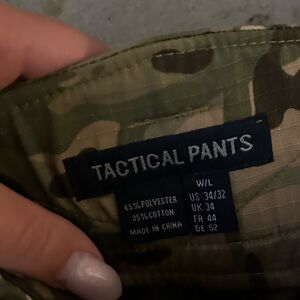 TACTICAL PANTS
65%POLYESTER
35%COTTON
MADE IN CHINA
W/L
US 34/32
UK 34
FR 44
DE 52